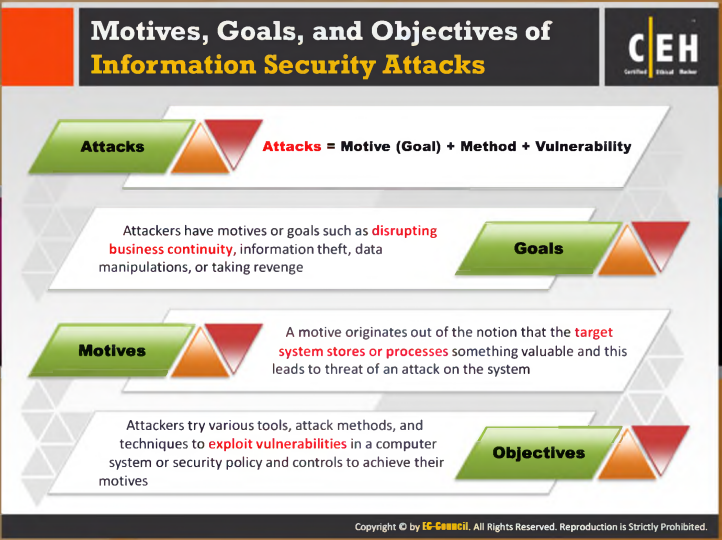 Motives, Goals, and Objectives of
Information Security Attacks
CEH
Certified Ethical Hacker
Attacks
Attacks = Motive (Goal) + Method + Vulnerability
Attackers have motives or goals such as disrupting
business continuity, information theft, data
manipulations, or taking revenge
Goals
Motives
A motive originates out of the notion that the target
system stores or processes something valuable and this
leads to threat of an attack on the system
Attackers try various tools, attack methods, and
techniques to exploit vulnerabilities in a computer
system or security policy and controls to achieve their
motives
Objectives
Copyright © by EC-Council. All Rights Reserved. Reproduction is Strictly Prohibited.